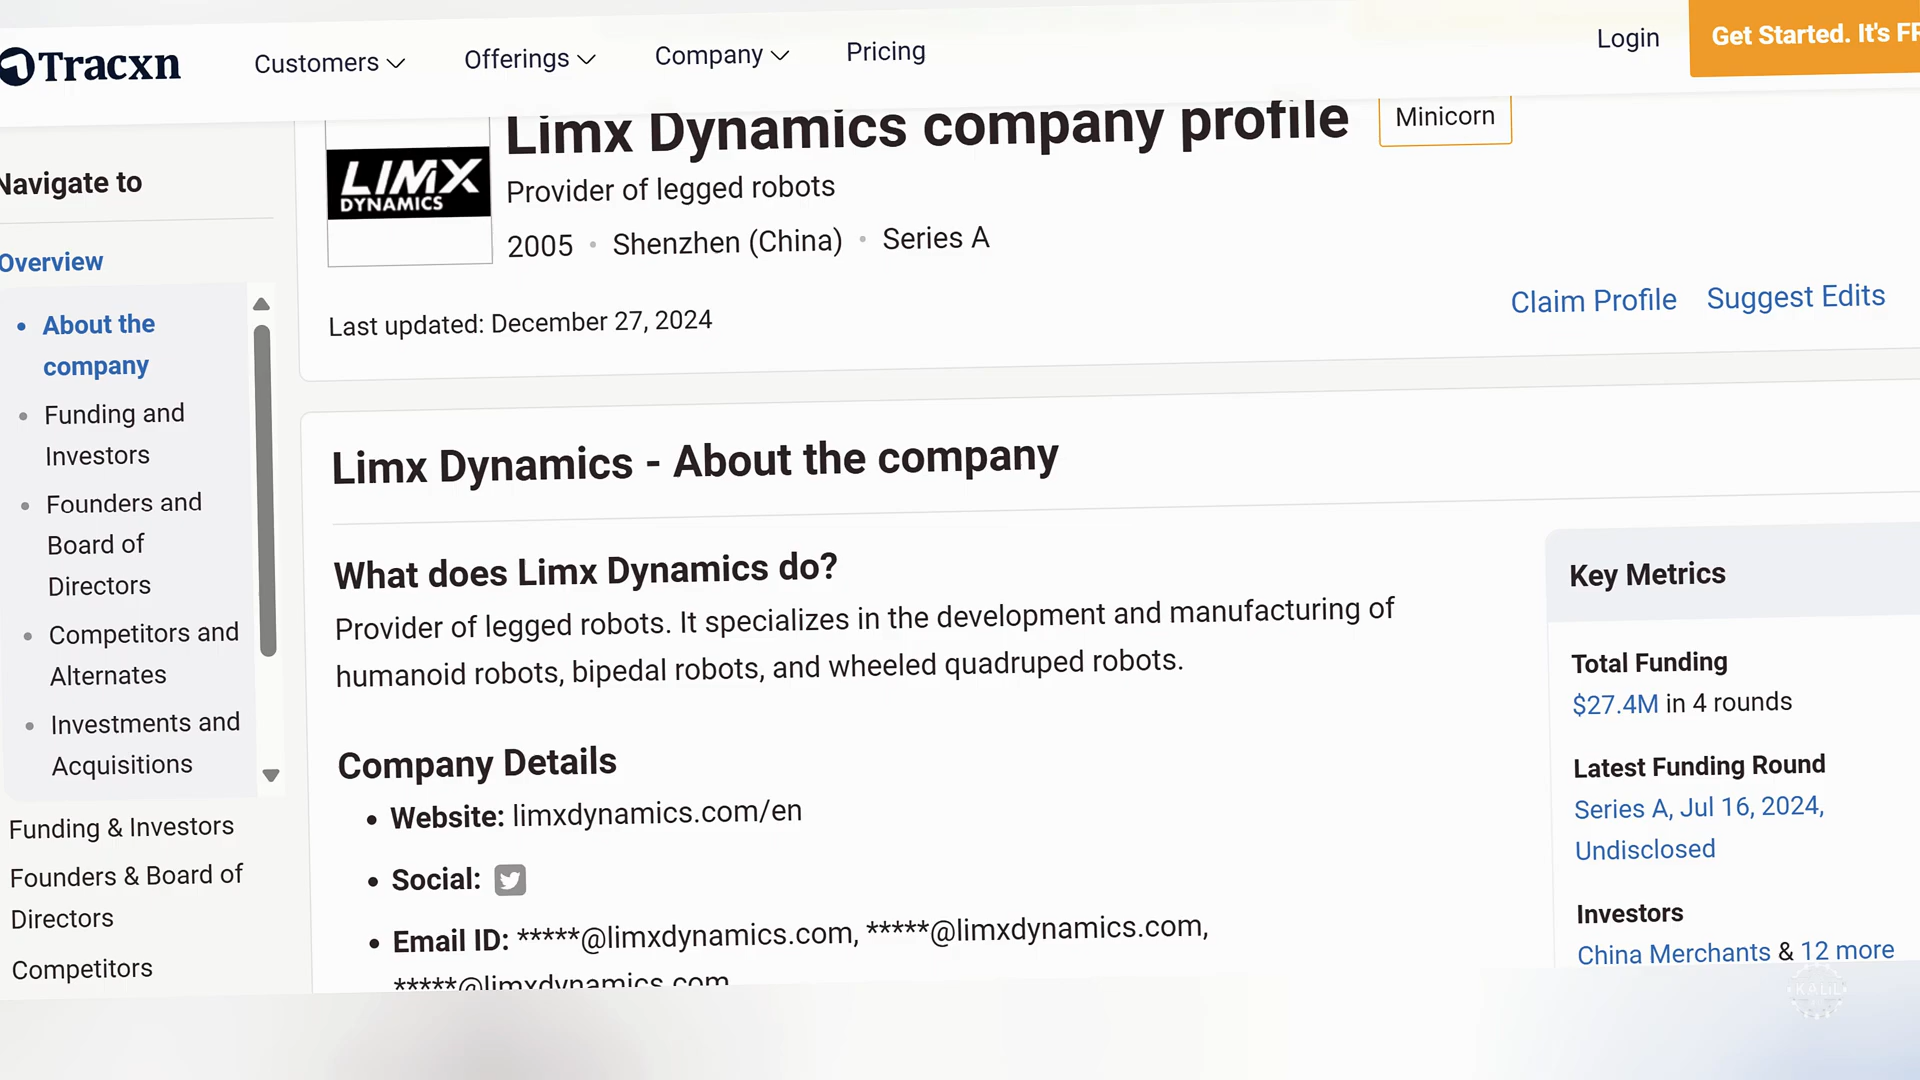 Tracxn
Customers
Offerings
Company
Pricing
Login
Get Started. It's
Navigate to
Overview
About the
company
Funding and
Investors
Founders and
Board of
Directors
Competitors and
Alternates
Investments and
Acquisitions
Funding & Investors
Founders & Board of
Directors
Competitors
LIMX
DYNAMICS
Limx Dynamics company profile
Minicorn
Provider of legged robots
2005 • Shenzhen (China) • Series A
Last updated: December 27, 2024
Claim Profile Suggest Edits
Limx Dynamics - About the company
What does Limx Dynamics do?
Provider of legged robots. It specializes in the development and manufacturing of
humanoid robots, bipedal robots, and wheeled quadruped robots.
Company Details
• Website: limxdynamics.com/en
• Social:
• Email ID: *****@limxdynamics.com, *****@limxdynamics.com,
*****@limxdynamics.com
Key Metrics
Total Funding
$27.4M in 4 rounds
Latest Funding Round
Series A, Jul 16, 2024,
Undisclosed
Investors
China Merchants & 12 more
KALIL